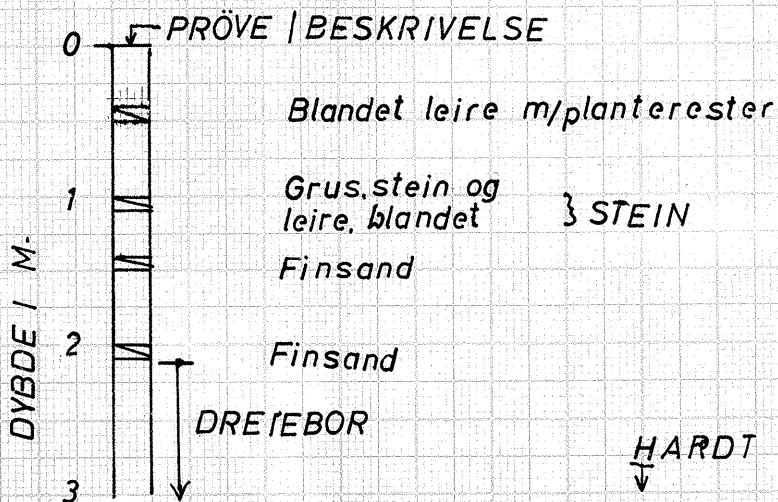 0 PRÖVE / BESKRIVELSE
Blandet leire m/planterester
1 Grus, stein og
leire, blandet } STEIN
Finsand
DYBDE I M.
2 Finsand
DREIEBOR
HARDT
3